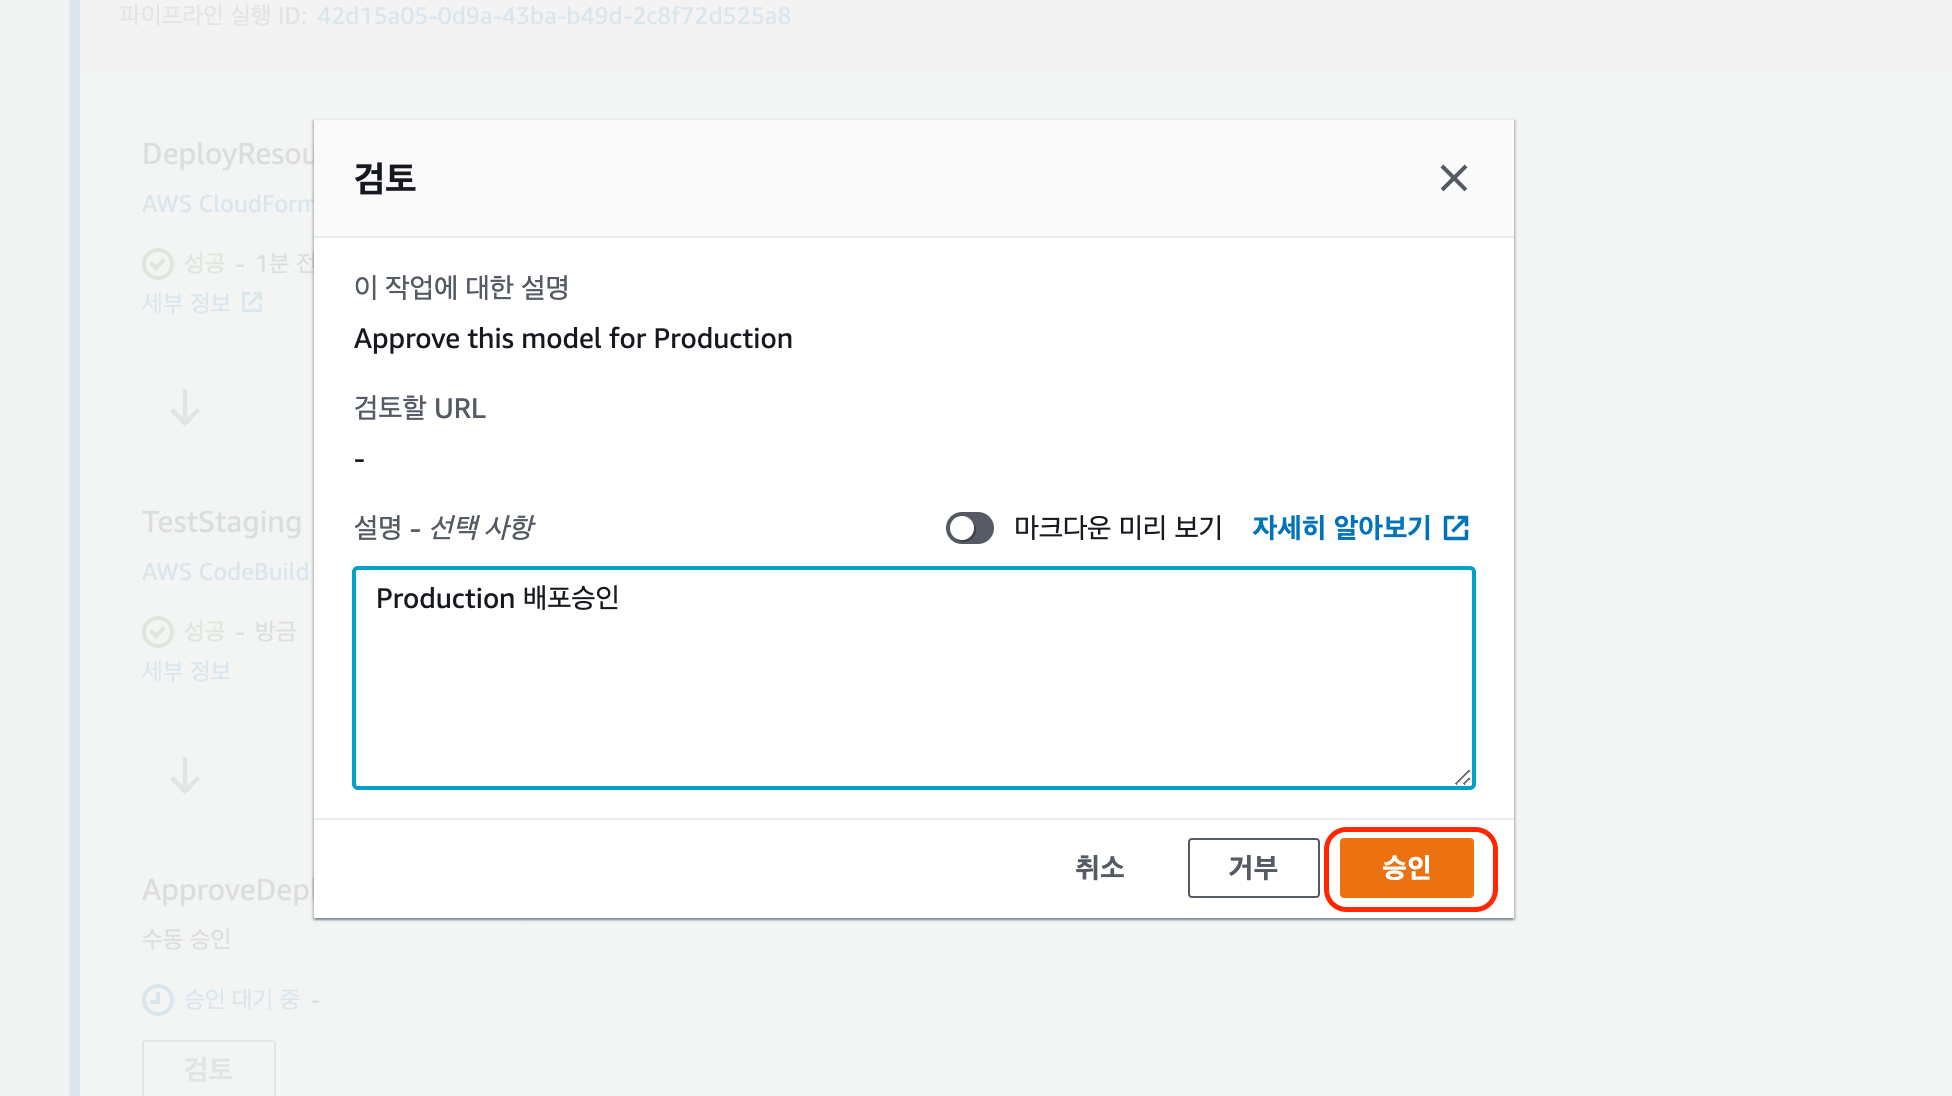 파이프라인 실행 ID: 42d15a05-0d9a-43ba-b49d-2c8f72d525a8
DeployResou
AWS CloudForm
성공 - 1분 전
세부 정보
TestStaging
AWS CodeBuild
성공 - 방금
세부 정보
ApproveDepl
수동 승인
승인 대기 중 -
검토
검토
이 작업에 대한 설명
Approve this model for Production
검토할 URL
-
설명 - 선택 사항
마크다운 미리 보기 자세히 알아보기
Production 배포승인
취소 거부 승인